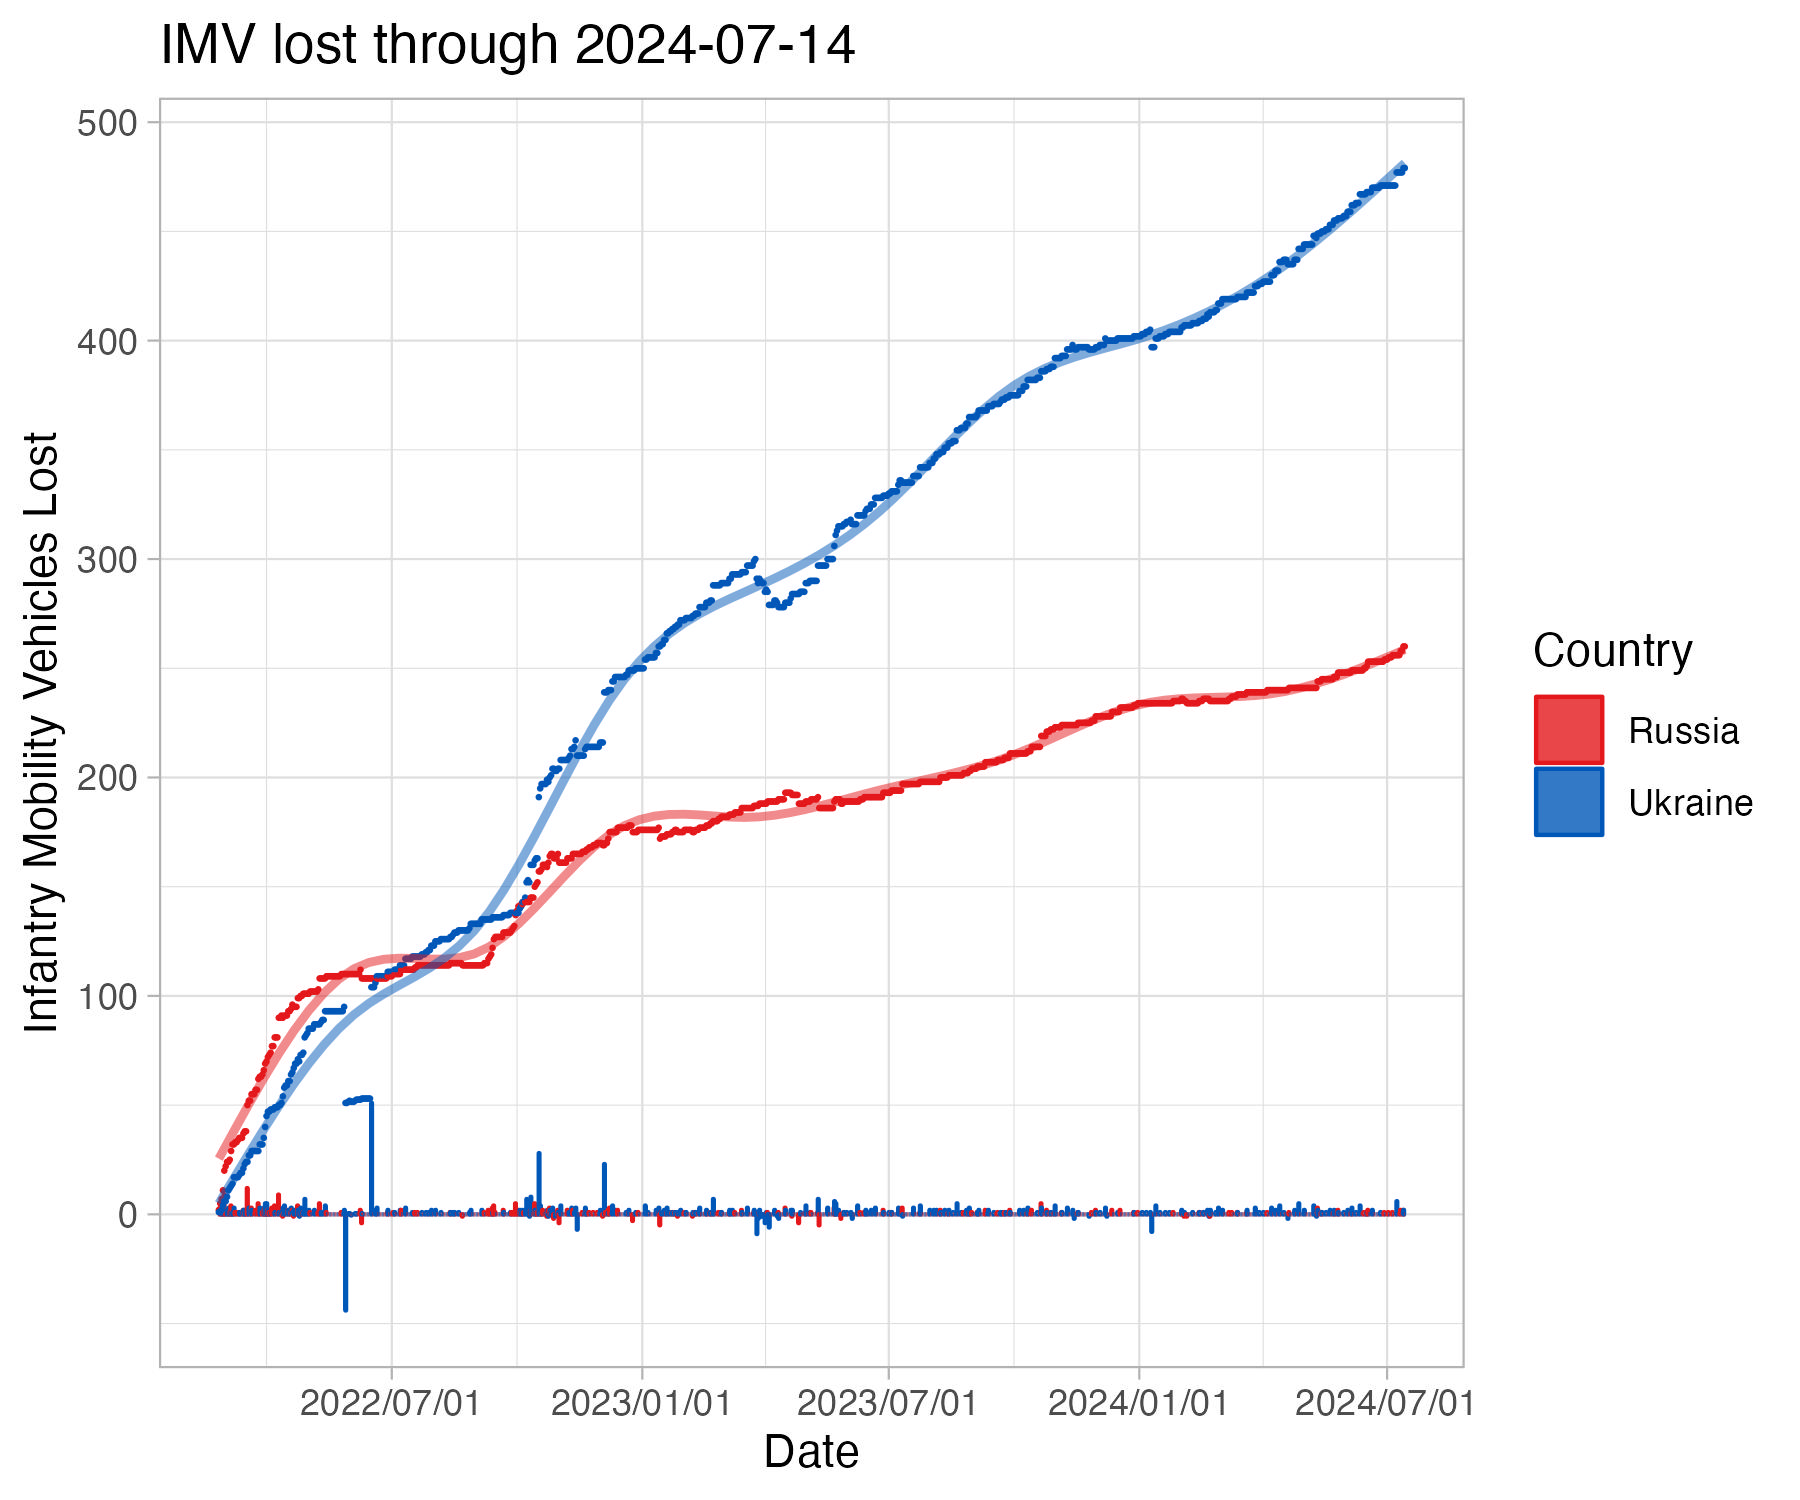 IMV lost through 2024-07-14
Infantry Mobility Vehicles Lost
500
400
300
200
100
0
2022/07/01
2023/01/01
2023/07/01
2024/01/01
2024/07/01
Date
Country
Russia
Ukraine